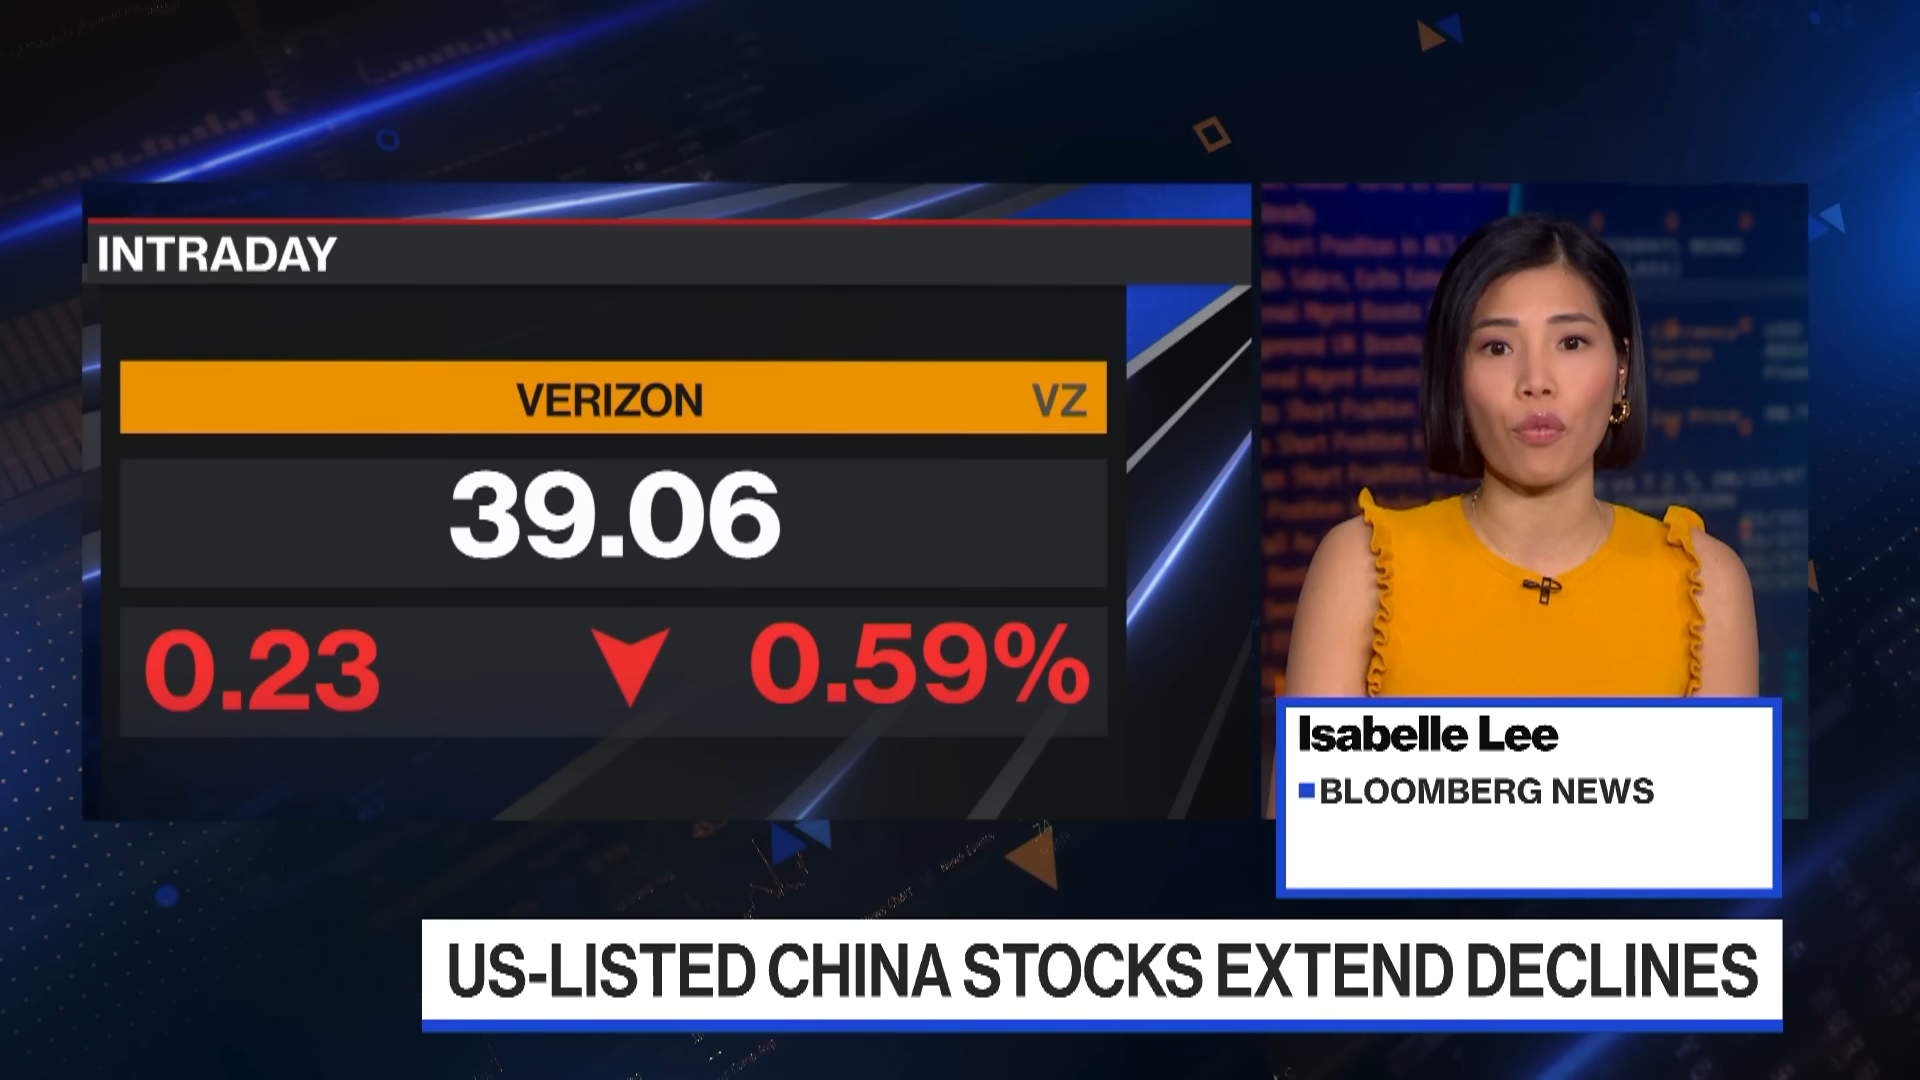 INTRADAY
VERIZON VZ
39.06
0.23 0.59%
Isabelle Lee
BLOOMBERG NEWS
US-LISTED CHINA STOCKS EXTEND DECLINES